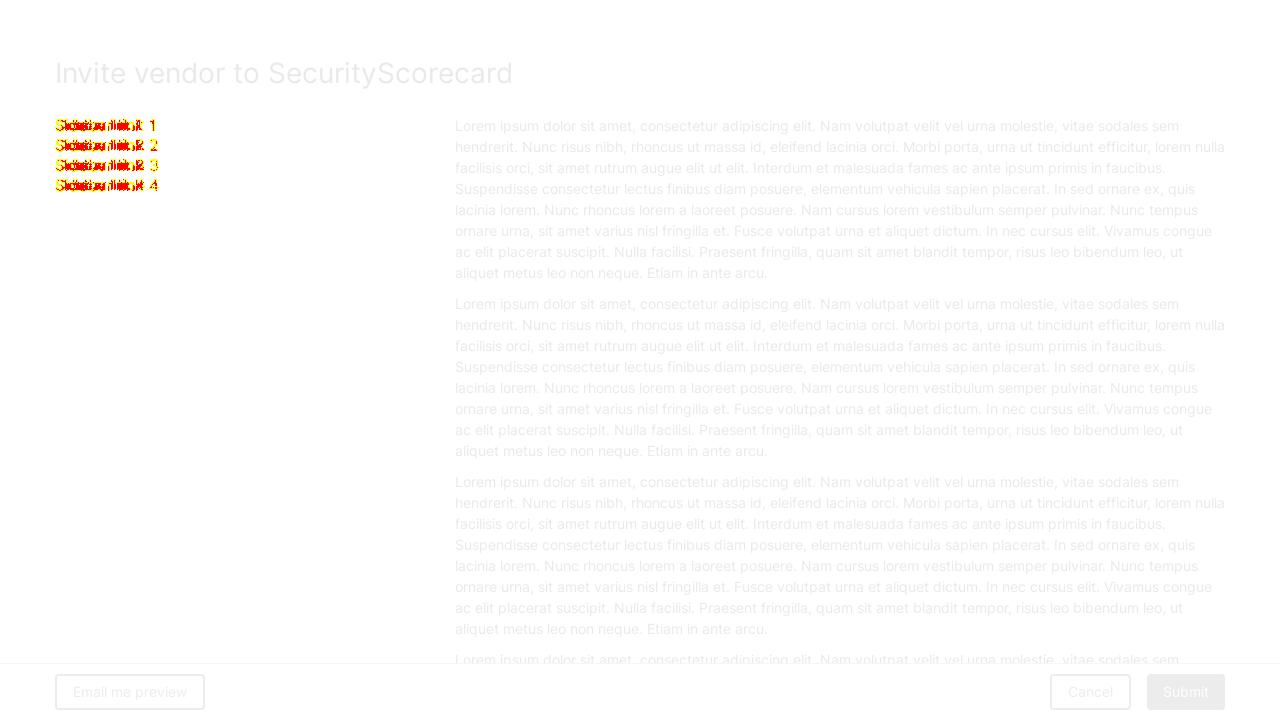 Invite vendor to SecurityScorecard
1
2
3
4
Lorem ipsum dolor sit amet, consectetur adipiscing elit. Nam volutpat velit vel urna molestie, vitae sodales sem
hendrerit. Nunc risus nibh, rhoncus ut massa id, eleifend lacinia orci. Morbi porta, urna ut tincidunt efficitur, lorem nulla
facilisis orci, sit amet rutrum augue elit ut elit. Interdum et malesuada fames ac ante ipsum primis in faucibus.
Suspendisse consectetur lectus finibus diam posuere, elementum vehicula sapien placerat. In sed ornare ex, quis
lacinia lorem. Nunc rhoncus lorem a laoreet posuere. Nam cursus lorem vestibulum semper pulvinar. Nunc tempus
ornare urna, sit amet varius nisl fringilla et. Fusce volutpat urna et aliquet dictum. In nec cursus elit. Vivamus congue
ac elit placerat suscipit. Nulla facilisi. Praesent fringilla, quam sit amet blandit tempor, risus leo bibendum leo, ut
aliquet metus leo non neque. Etiam in ante arcu.
Lorem ipsum dolor sit amet, consectetur adipiscing elit. Nam volutpat velit vel urna molestie, vitae sodales sem
hendrerit. Nunc risus nibh, rhoncus ut massa id, eleifend lacinia orci. Morbi porta, urna ut tincidunt efficitur, lorem nulla
facilisis orci, sit amet rutrum augue elit ut elit. Interdum et malesuada fames ac ante ipsum primis in faucibus.
Suspendisse consectetur lectus finibus diam posuere, elementum vehicula sapien placerat. In sed ornare ex, quis
lacinia lorem. Nunc rhoncus lorem a laoreet posuere. Nam cursus lorem vestibulum semper pulvinar. Nunc tempus
ornare urna, sit amet varius nisl fringilla et. Fusce volutpat urna et aliquet dictum. In nec cursus elit. Vivamus congue
ac elit placerat suscipit. Nulla facilisi. Praesent fringilla, quam sit amet blandit tempor, risus leo bibendum leo, ut
aliquet metus leo non neque. Etiam in ante arcu.
Lorem ipsum dolor sit amet, consectetur adipiscing elit. Nam volutpat velit vel urna molestie, vitae sodales sem
hendrerit. Nunc risus nibh, rhoncus ut massa id, eleifend lacinia orci. Morbi porta, urna ut tincidunt efficitur, lorem nulla
facilisis orci, sit amet rutrum augue elit ut elit. Interdum et malesuada fames ac ante ipsum primis in faucibus.
Suspendisse consectetur lectus finibus diam posuere, elementum vehicula sapien placerat. In sed ornare ex, quis
lacinia lorem. Nunc rhoncus lorem a laoreet posuere. Nam cursus lorem vestibulum semper pulvinar. Nunc tempus
ornare urna, sit amet varius nisl fringilla et. Fusce volutpat urna et aliquet dictum. In nec cursus elit. Vivamus congue
ac elit placerat suscipit. Nulla facilisi. Praesent fringilla, quam sit amet blandit tempor, risus leo bibendum leo, ut
aliquet metus leo non neque. Etiam in ante arcu.
Lorem ipsum dolor sit amet, consectetur adipiscing elit. Nam volutpat velit vel urna molestie, vitae sodales sem
Email me preview
Cancel
Submit